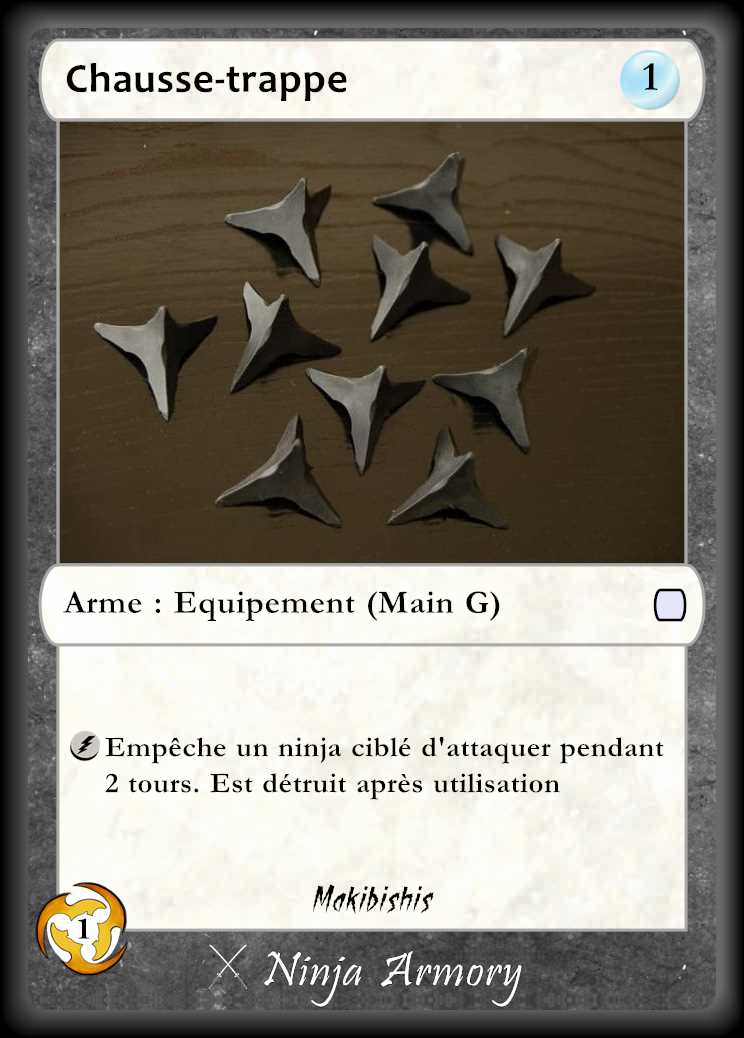 Chausse-trappe
1
Arme : Equipement (Main G)
Empêche un ninja ciblé d'attaquer pendant
2 tours. Est détruit après utilisation
Makibishis
1
Ninja Armory